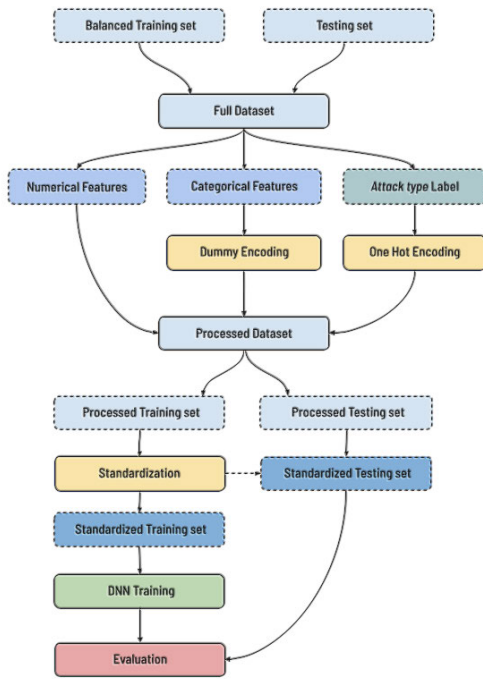 Balanced Training set
Testing set
Full Dataset
Numerical Features
Categorical Features
Attack type Label
Dummy Encoding
One Hot Encoding
Processed Dataset
Processed Training set
Processed Testing set
Standardization
Standardized Testing set
Standardized Training set
DNN Training
Evaluation